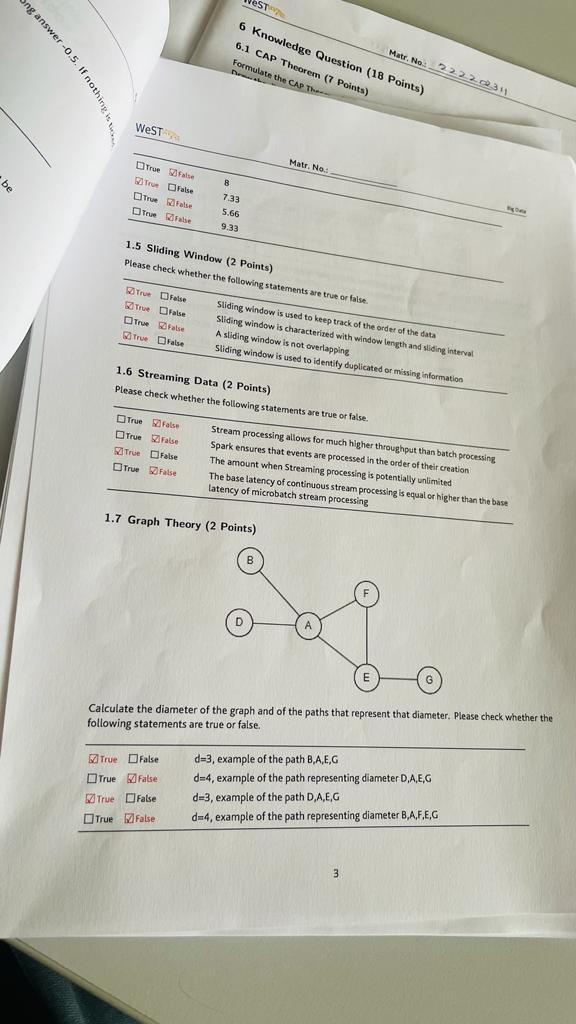 ong answer -0.5. If nothing is
be
WeST
6 Knowledge Question (18 Points)
Matr. No.: 222202311
6.1 CAP Theorem (7 Points)
Formulate the CAP
WeST
Matr. No.:
Big Data
☐True ☑False 8
☑True ☐False 7.33
☐True ☑False 5.66
☐True ☑False 9.33
1.5 Sliding Window (2 Points)
Please check whether the following statements are true or false.
☑True ☐False Sliding window is used to keep track of the order of the data
☑True ☐False Sliding window is characterized with window length and sliding interval
☐True ☑False A sliding window is not overlapping
☑True ☐False Sliding window is used to identify duplicated or missing information
1.6 Streaming Data (2 Points)
Please check whether the following statements are true or false.
☐True ☑False Stream processing allows for much higher throughput than batch processing
☐True ☑False Spark ensures that events are processed in the order of their creation
☑True ☐False The amount when Streaming processing is potentially unlimited
☐True ☑False The base latency of continuous stream processing is equal or higher than the base
latency of microbatch stream processing
1.7 Graph Theory (2 Points)
B
F
D
A
E
G
Calculate the diameter of the graph and of the paths that represent that diameter. Please check whether the
following statements are true or false.
☑True ☐False d=3, example of the path B,A,E,G
☐True ☑False d=4, example of the path representing diameter D,A,E,G
☑True ☐False d=3, example of the path D,A,E,G
☐True ☑False d=4, example of the path representing diameter B,A,F,E,G
3